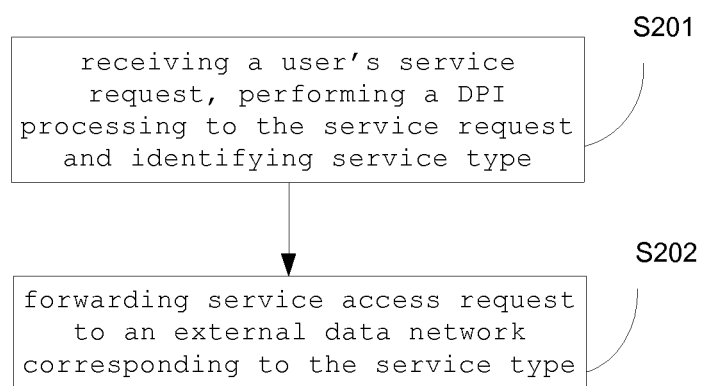 S201
receiving a user's service
request, performing a DPI
processing to the service request
and identifying service type
S202
forwarding service access request
to an external data network
corresponding to the service type